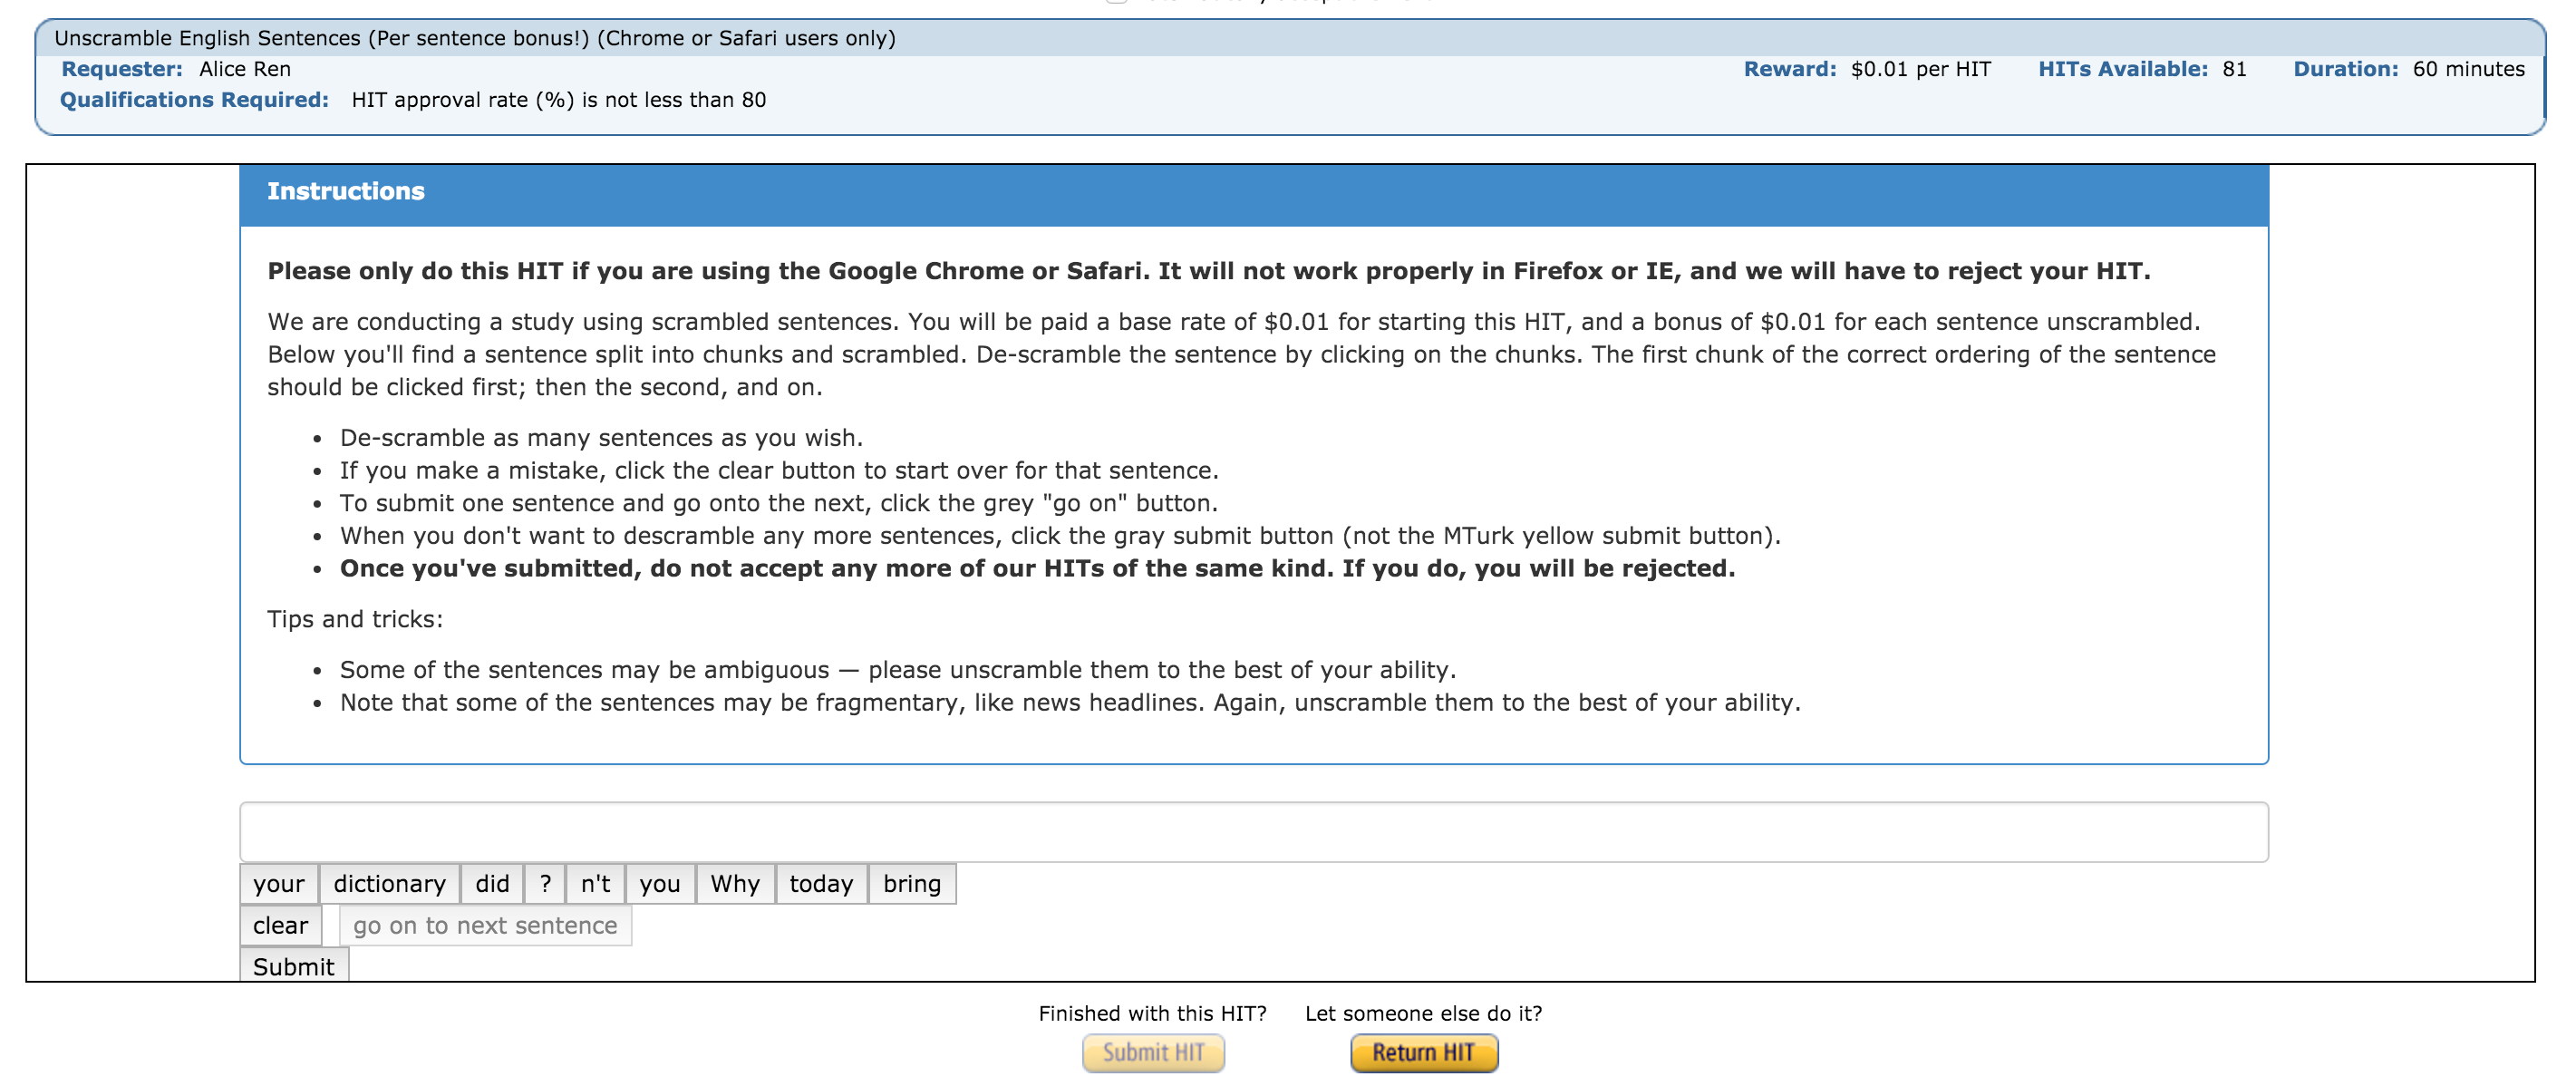 Unscramble English Sentences (Per sentence bonus!) (Chrome or Safari users only)
Requester: Alice Ren Reward: $0.01 per HIT HITs Available: 81 Duration: 60 minutes
Qualifications Required: HIT approval rate (%) is not less than 80
Instructions
Please only do this HIT if you are using the Google Chrome or Safari. It will not work properly in Firefox or IE, and we will have to reject your HIT.
We are conducting a study using scrambled sentences. You will be paid a base rate of $0.01 for starting this HIT, and a bonus of $0.01 for each sentence unscrambled.
Below you'll find a sentence split into chunks and scrambled. De-scramble the sentence by clicking on the chunks. The first chunk of the correct ordering of the sentence
should be clicked first; then the second, and on.
• De-scramble as many sentences as you wish.
• If you make a mistake, click the clear button to start over for that sentence.
• To submit one sentence and go onto the next, click the grey "go on" button.
• When you don't want to descramble any more sentences, click the gray submit button (not the MTurk yellow submit button).
• Once you've submitted, do not accept any more of our HITs of the same kind. If you do, you will be rejected.
Tips and tricks:
• Some of the sentences may be ambiguous — please unscramble them to the best of your ability.
• Note that some of the sentences may be fragmentary, like news headlines. Again, unscramble them to the best of your ability.
your dictionary did ? n't you Why today bring
clear go on to next sentence
Submit
Finished with this HIT? Let someone else do it?
Submit HIT Return HIT